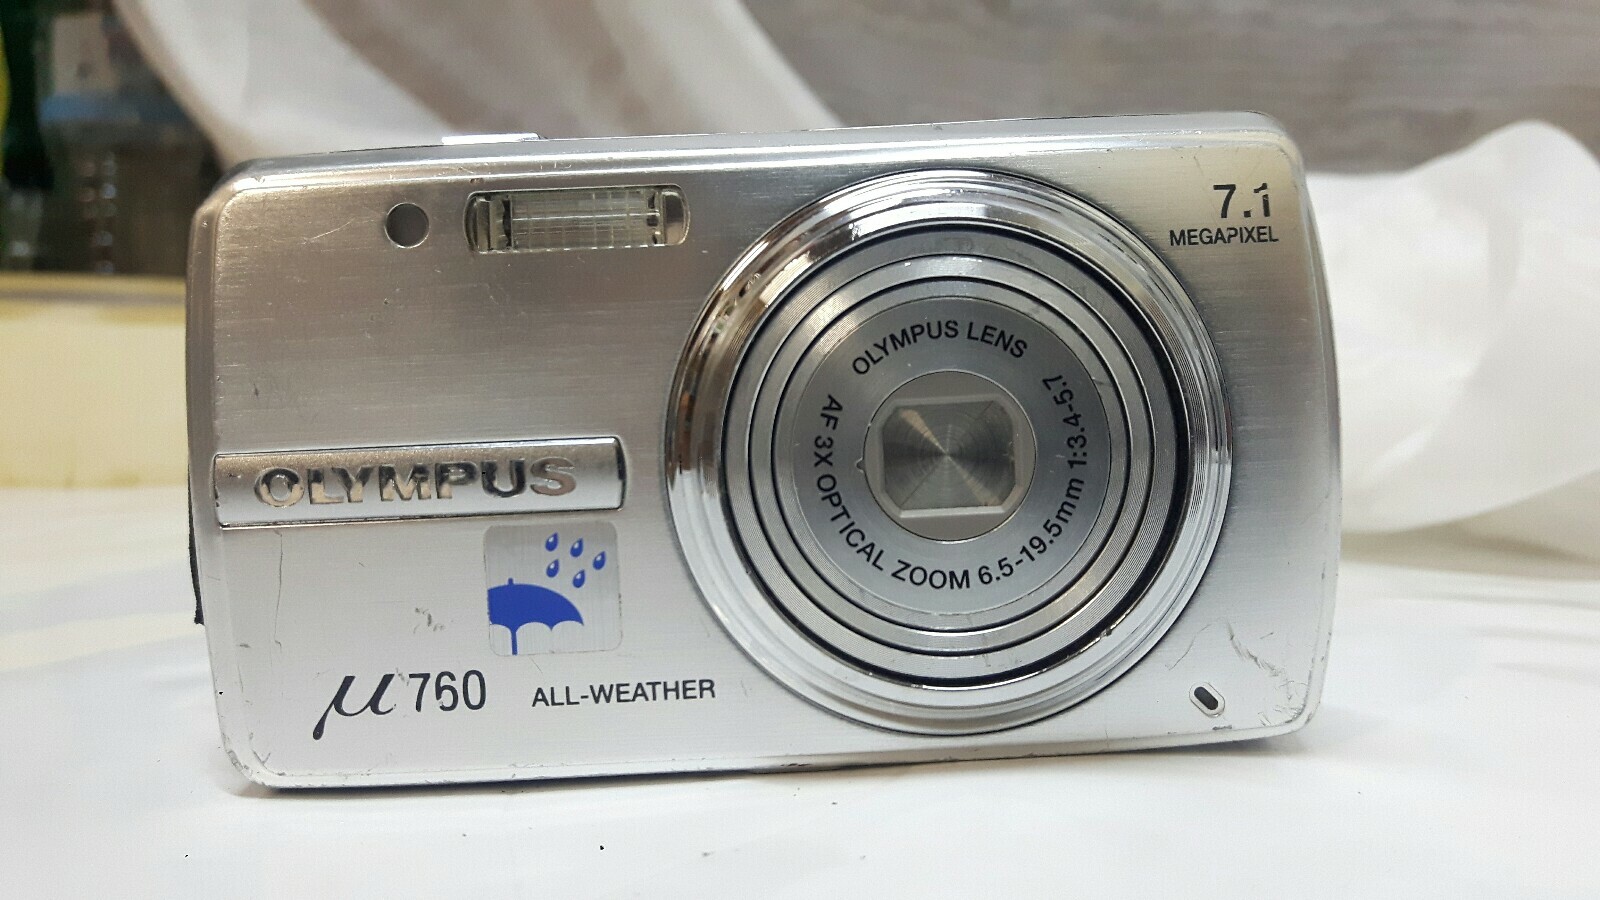 7.1
MEGAPIXEL
OLYMPUS LENS
AF 3X OPTICAL ZOOM 6.5-19.5mm 1:3.4-5.7
OLYMPUS
μ760 ALL-WEATHER